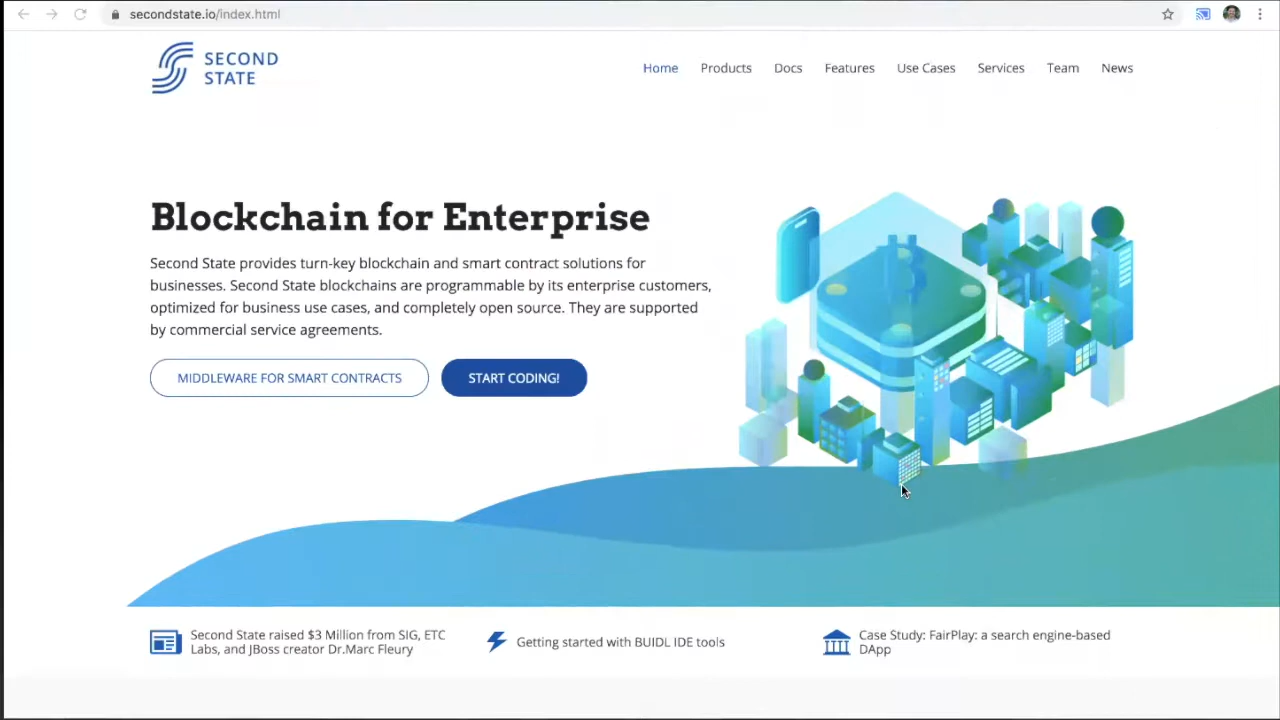 secondstate.io/index.html
SECOND
STATE
Home Products Docs Features Use Cases Services Team News
Blockchain for Enterprise
Second State provides turn-key blockchain and smart contract solutions for
businesses. Second State blockchains are programmable by its enterprise customers,
optimized for business use cases, and completely open source. They are supported
by commercial service agreements.
MIDDLEWARE FOR SMART CONTRACTS START CODING!
Second State raised $3 Million from SIG, ETC
Labs, and JBoss creator Dr.Marc Fleury
Getting started with BUIDL IDE tools
Case Study: FairPlay: a search engine-based
DApp